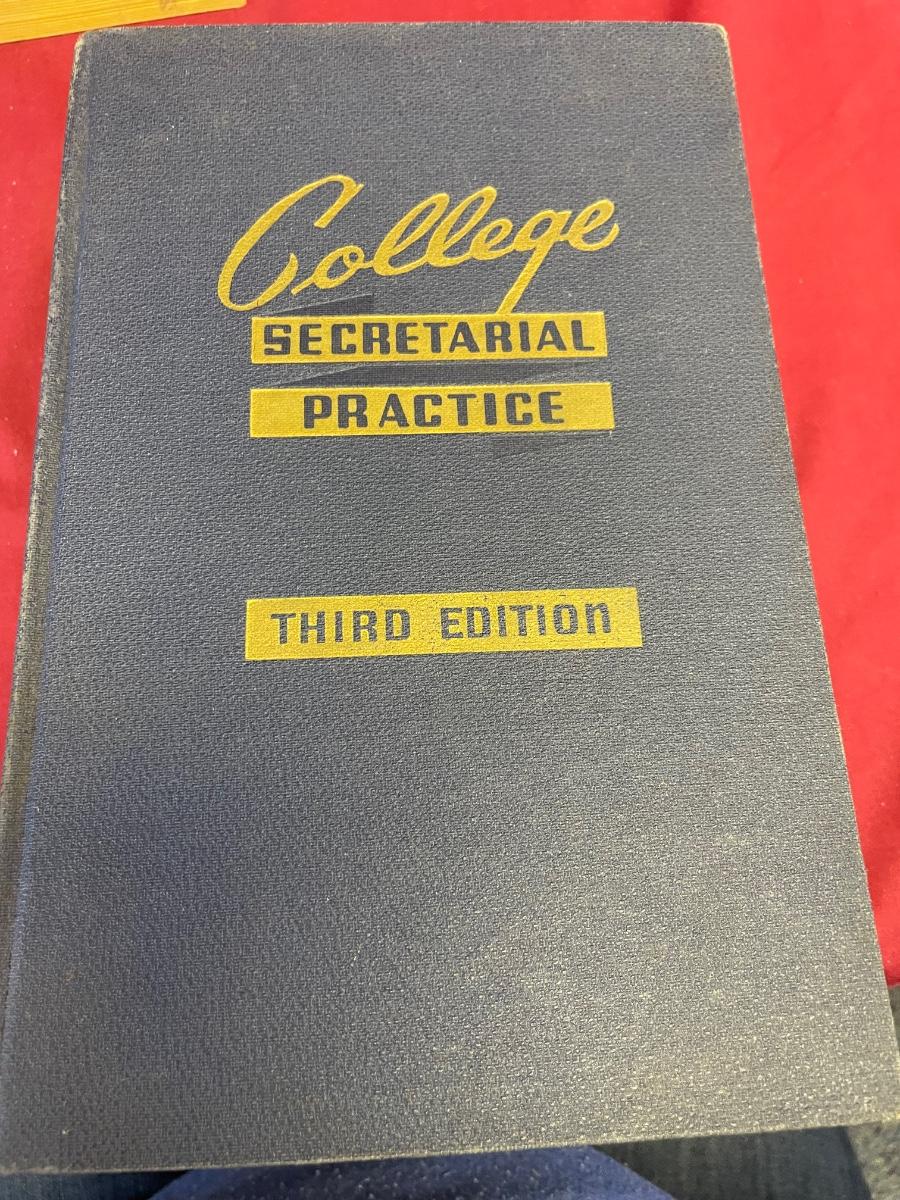 College
SECRETARIAL
PRACTICE
THIRD EDITION